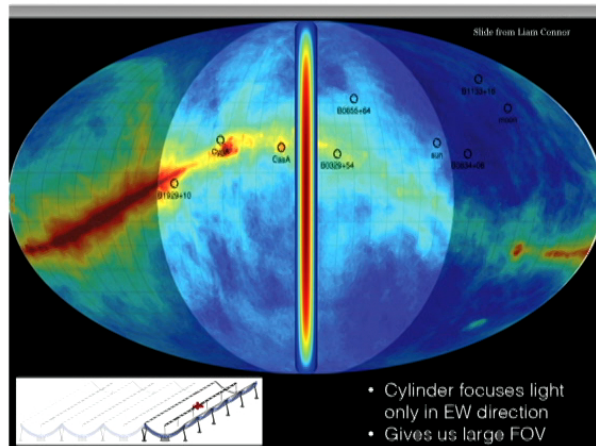 Slide from Liam Connor
B1133+16
moon
B0655+64
CygA
CasA
B0329+54
sun
B0834+06
B1929+10
• Cylinder focuses light
only in EW direction
• Gives us large FOV